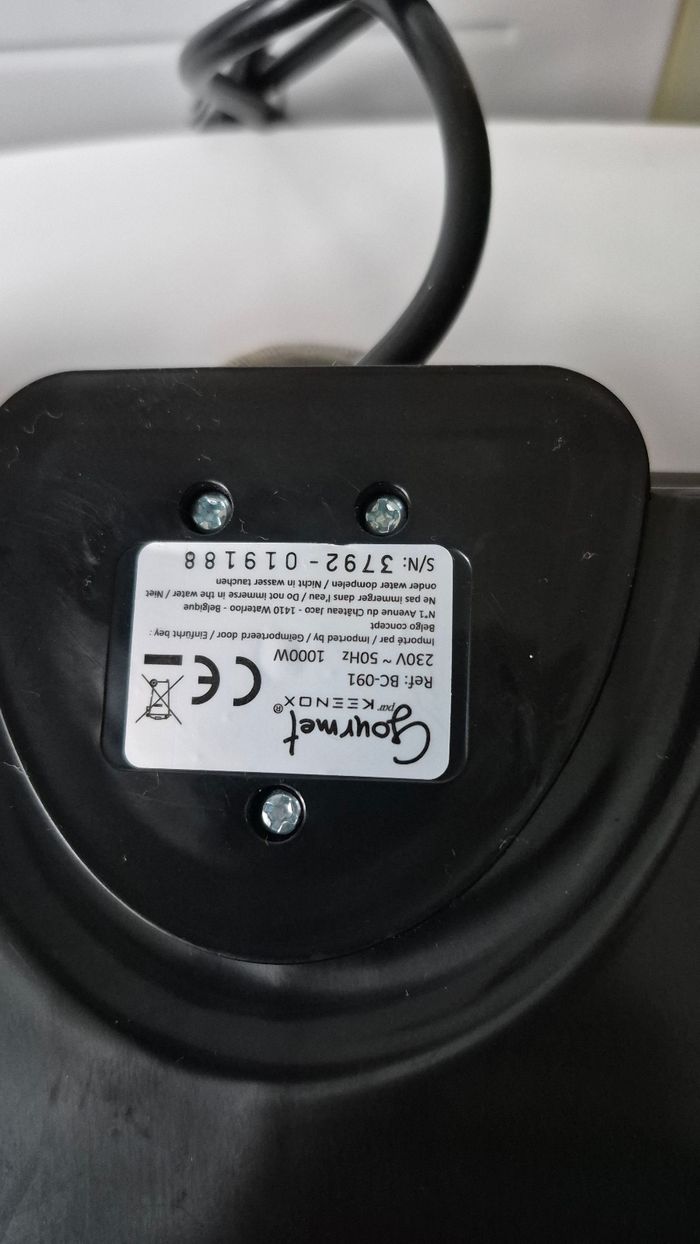 Gourmet
par KEENOX®
Ref: BC-091
230V ~ 50Hz 1000W
CE
Importé par / Imported by / Geïmporteerd door / Einfurht bey :
Belgo concept
N°1 Avenue du Château Jaco - 1410 Waterloo - Belgique
Ne pas immerger dans l'eau / Do not immerse in the water / Niet
onder water dompelen / Nicht in wasser tauchen
S/N: 3792-019188